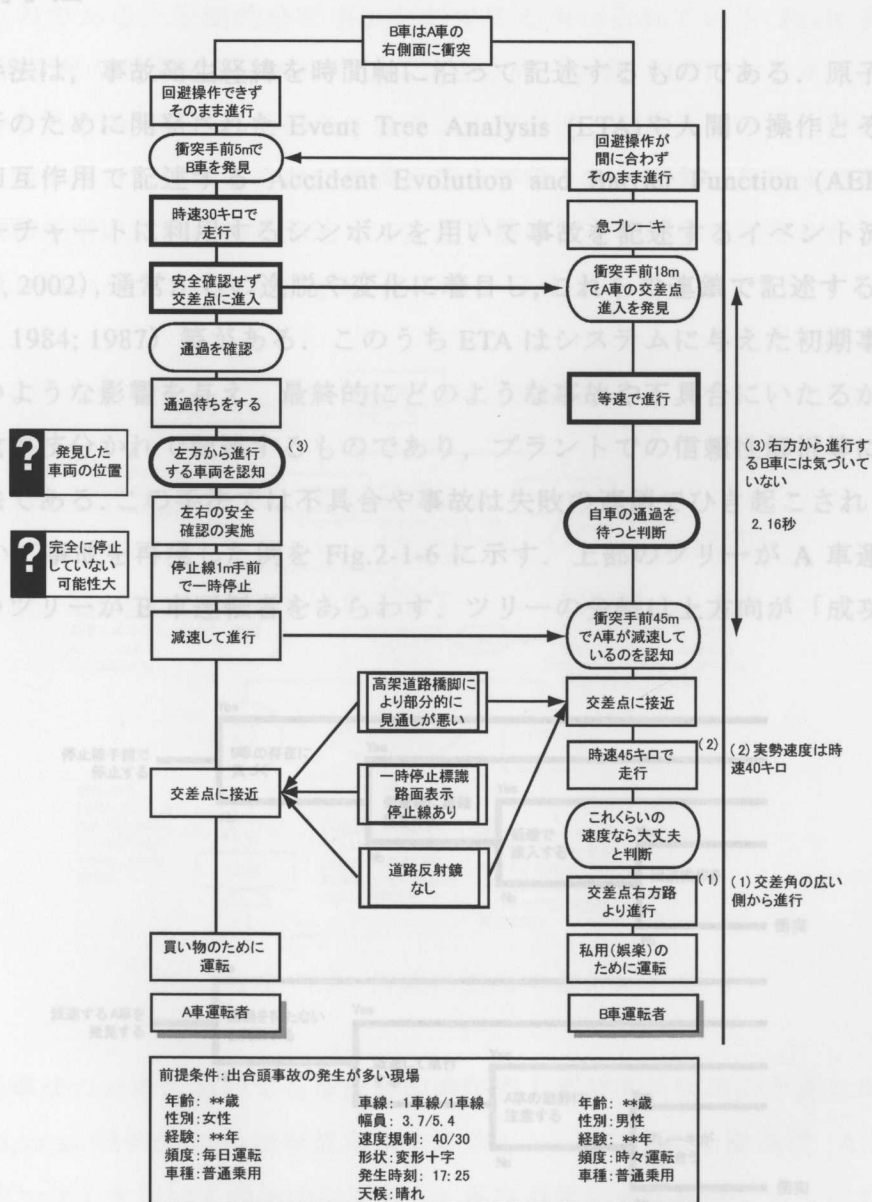 B車はA車の
右側面に衝突
回避操作できず
そのまま進行
衝突手前5mで
B車を発見
時速30キロで
走行
安全確認せず
交差点に進入
通過を確認
通過待ちをする
左方から進行
する車両を認知
(3)
左右の安全
確認の実施
停止線1m手前
で一時停止
減速して進行
交差点に接近
買い物のために
運転
A車運転者
?
発見した
車両の位置
?
完全に停止
していない
可能性大
高架道路橋脚に
より部分的に
見通しが悪い
一時停止標識
路面表示
停止線あり
道路反射鏡
なし
回避操作が
間に合わず
そのまま進行
急ブレーキ
衝突手前18m
でA車の交差点
進入を発見
等速で進行
自車の通過を
待つと判断
衝突手前45m
でA車が減速して
いるのを認知
交差点に接近
時速45キロで
走行
(2)
これくらいの
速度なら大丈夫
と判断
交差点右方路
より進行
(1)
私用(娯楽)の
ために運転
B車運転者
(3)右方から進行す
るB車には気づいて
いない
2.16秒
(2)実勢速度は時
速40キロ
(1)交差角の広い
側から進行
前提条件:出合頭事故の発生が多い現場
年齢:**歳
性別:女性
経験:**年
頻度:毎日運転
車種:普通乗用
車線:1車線/1車線
幅員:3.7/5.4
速度規制:40/30
形状:変形十字
発生時刻:17:25
天候:晴れ
年齢:**歳
性別:男性
経験:**年
頻度:時々運転
車種:普通乗用